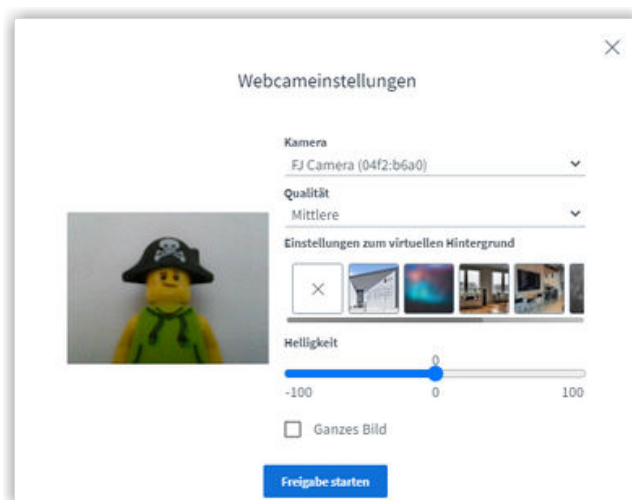 Webcameinstellungen
Kamera
FJ Camera (04f2:b6a0)
Qualität
Mittlere
Einstellungen zum virtuellen Hintergrund
Helligkeit
0
-100 0 100
Ganzes Bild
Freigabe starten